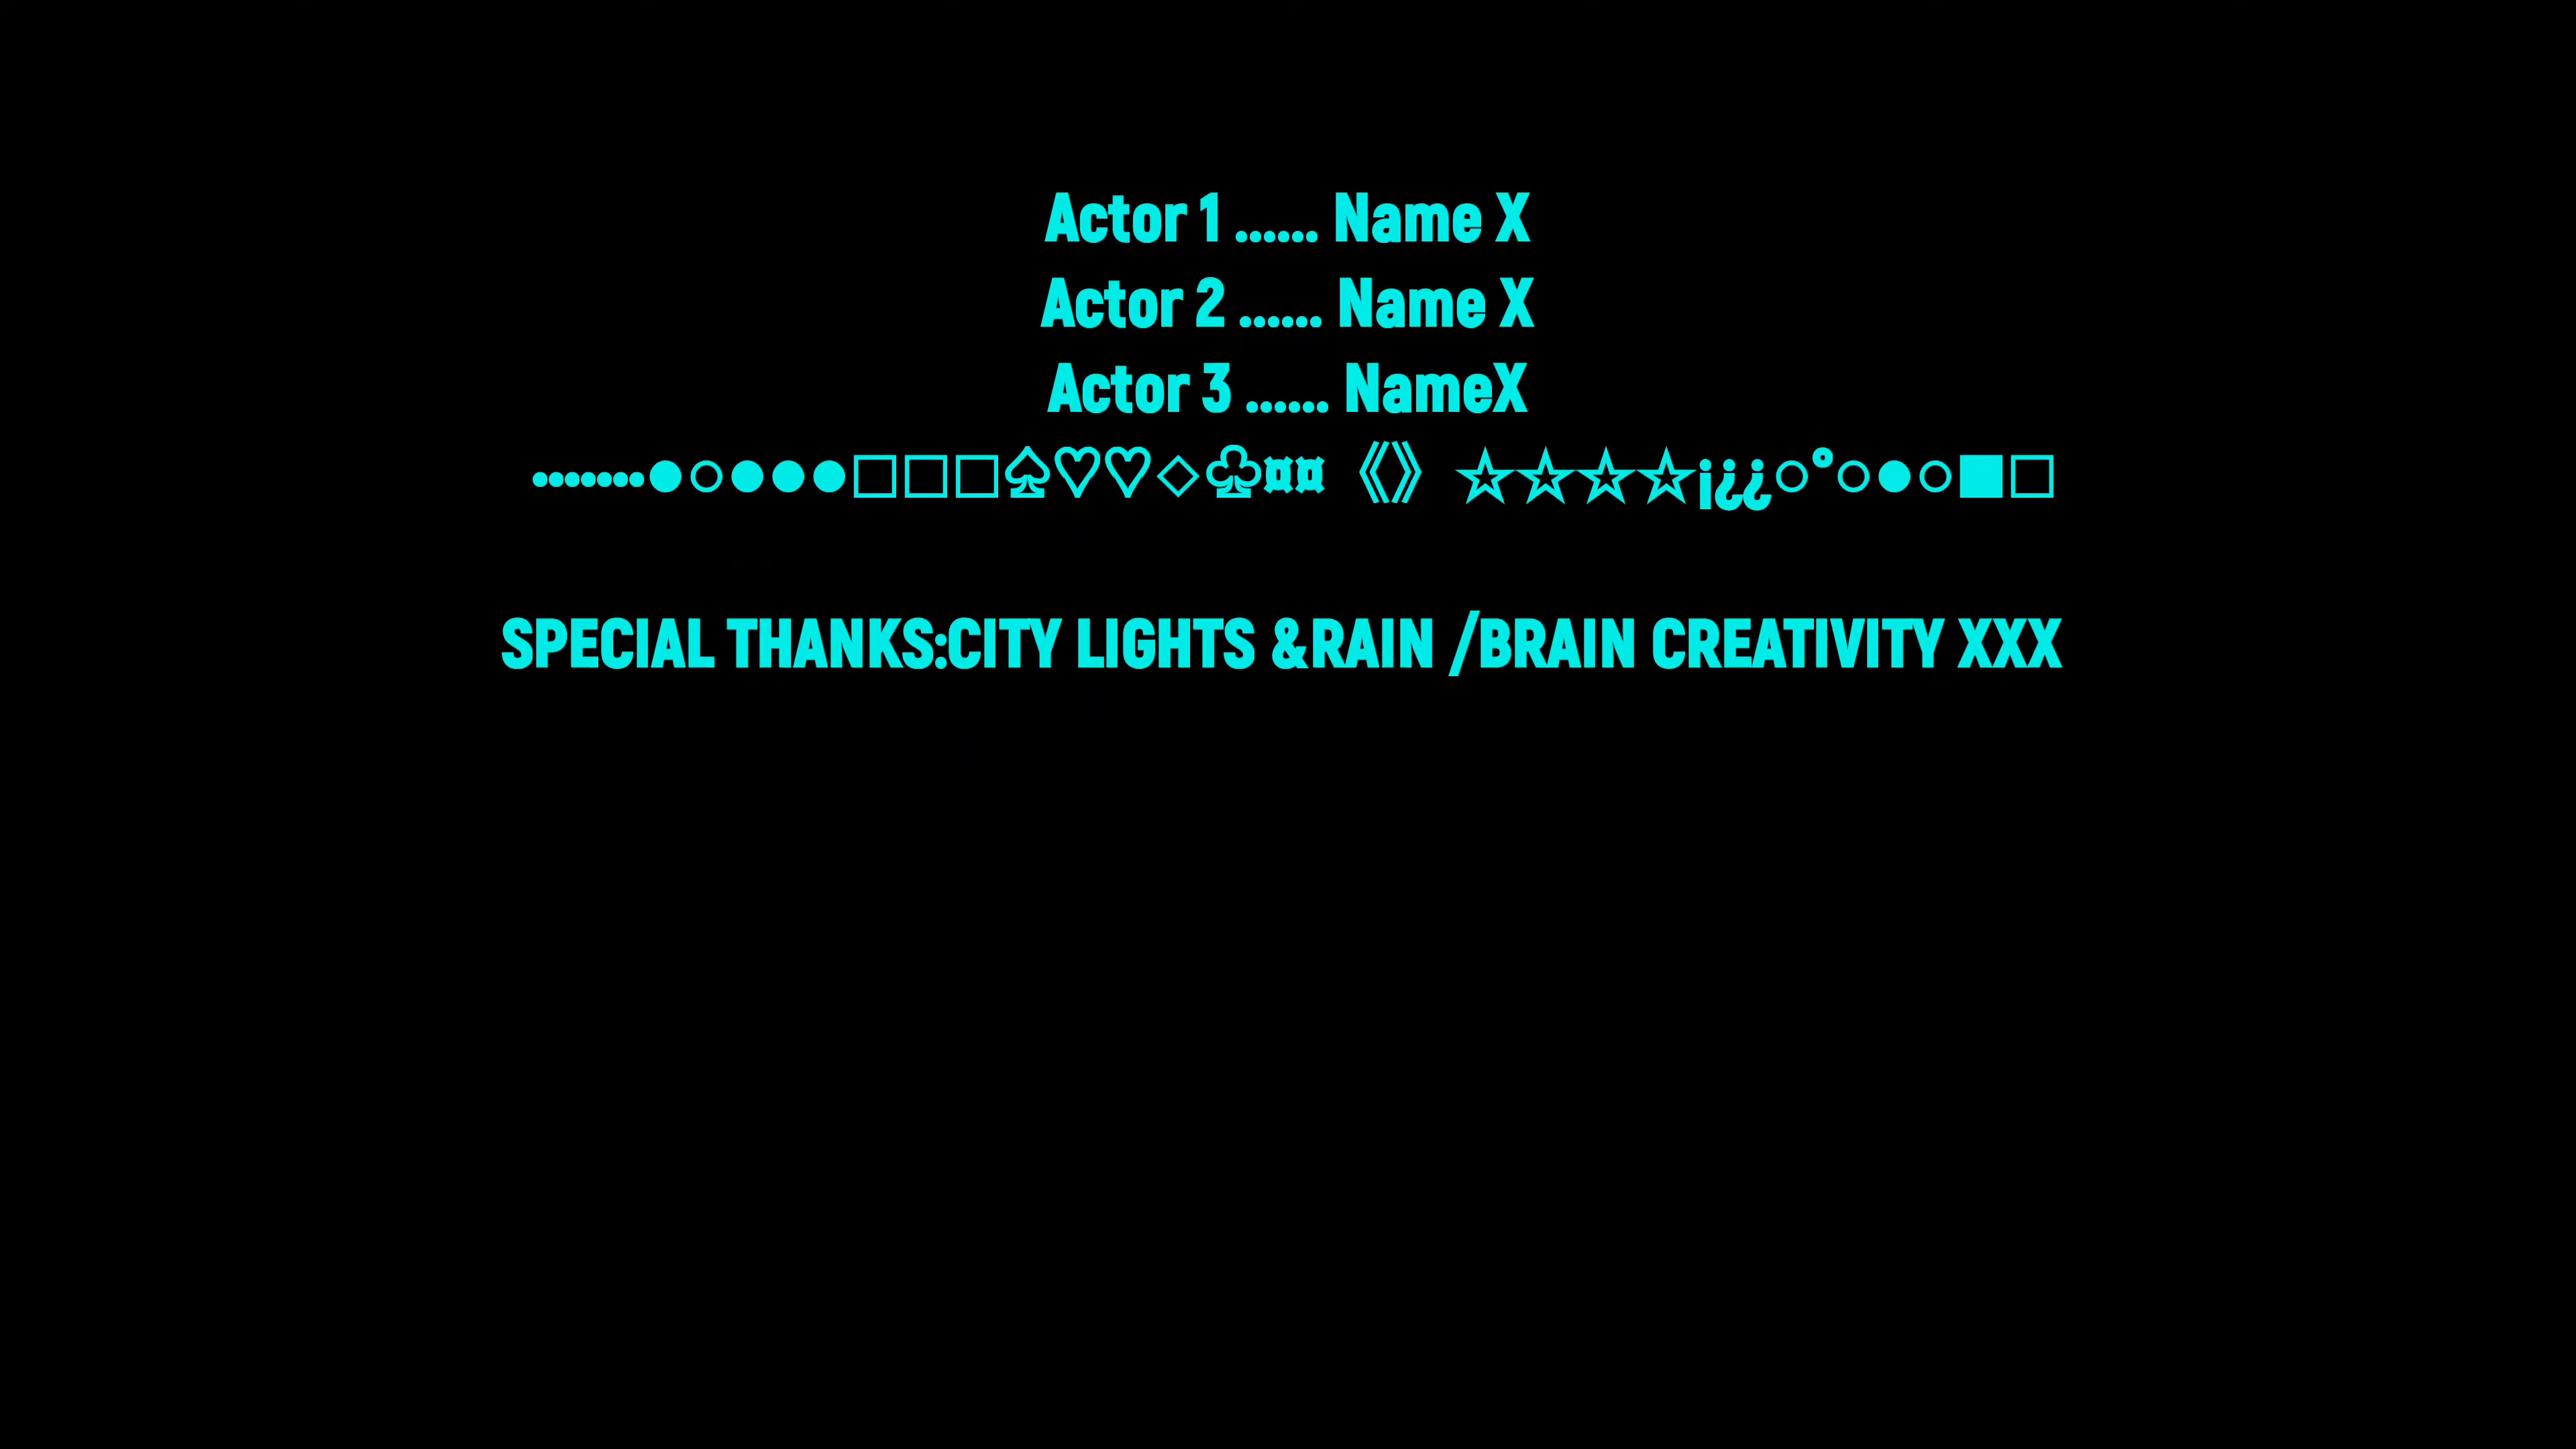 Actor 1 ...... Name X
Actor 2 ...... Name X
Actor 3 ...... NameX
•••••••●○●●●□□□♤♡♡◇♧¤¤《》☆☆☆☆¡¿¿○°○●○■□
SPECIAL THANKS:CITY LIGHTS &RAIN /BRAIN CREATIVITY XXX